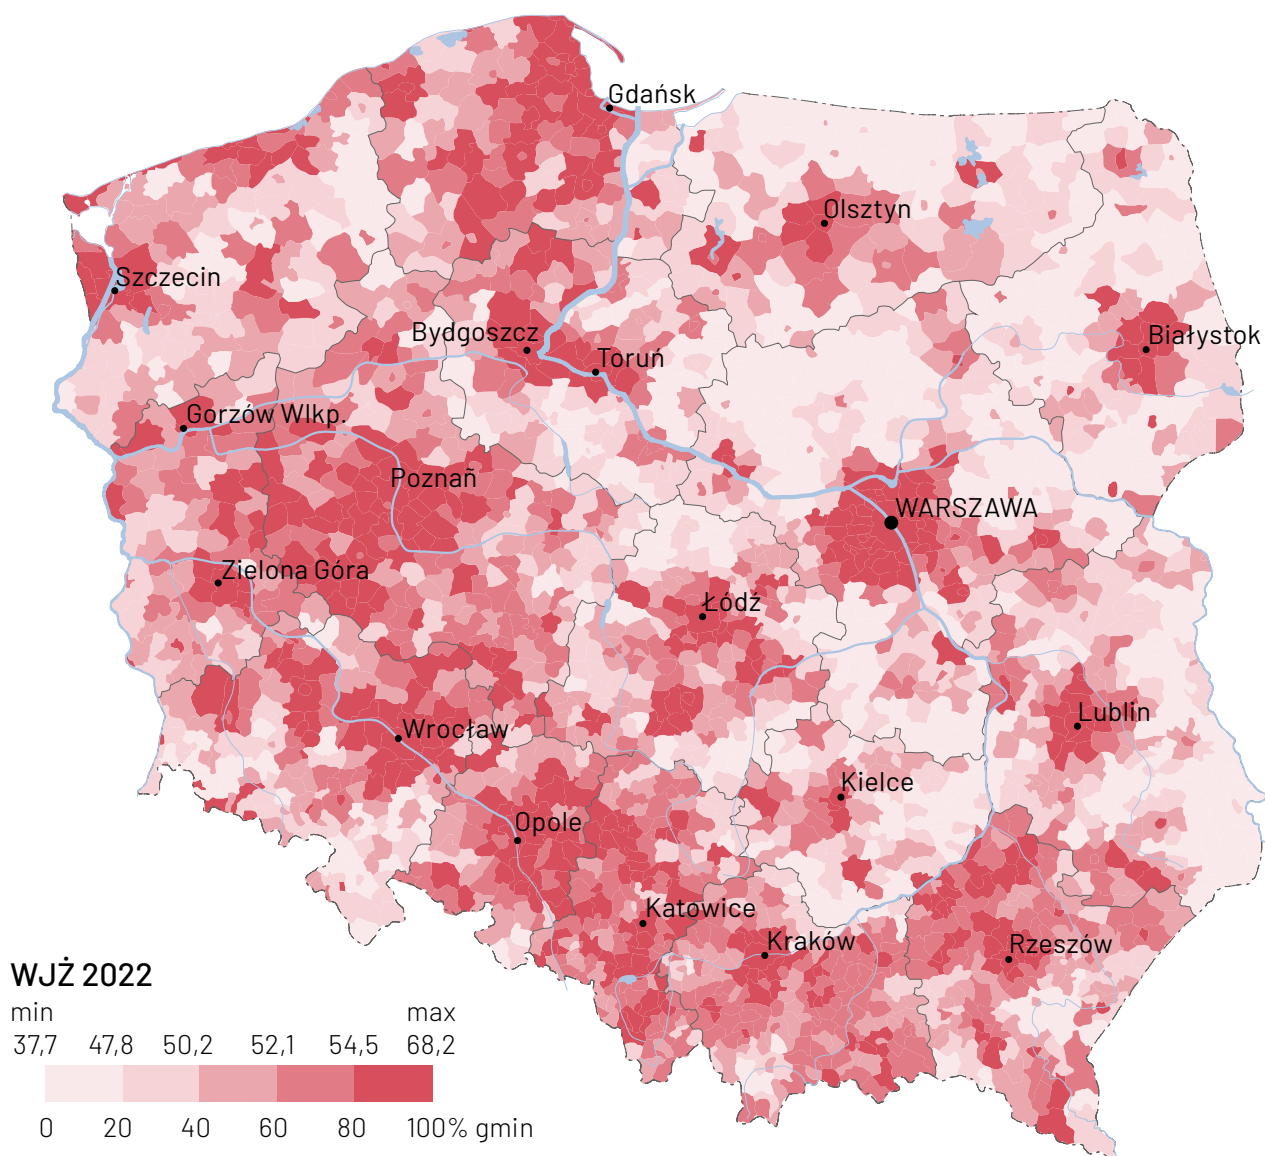 Gdańsk
Olsztyn
Szczecin
Bydgoszcz
Białystok
Toruń
Gorzów Wlkp.
Poznañ
WARSZAWA
Zielona Góra
Łódź
Lublin
Wrocław
Kielce
Opole
Katowice
Kraków
Rzeszów
WJŻ 2022
min max
37,7 47,8 50,2 52,1 54,5 68,2
0 20 40 60 80 100% gmin